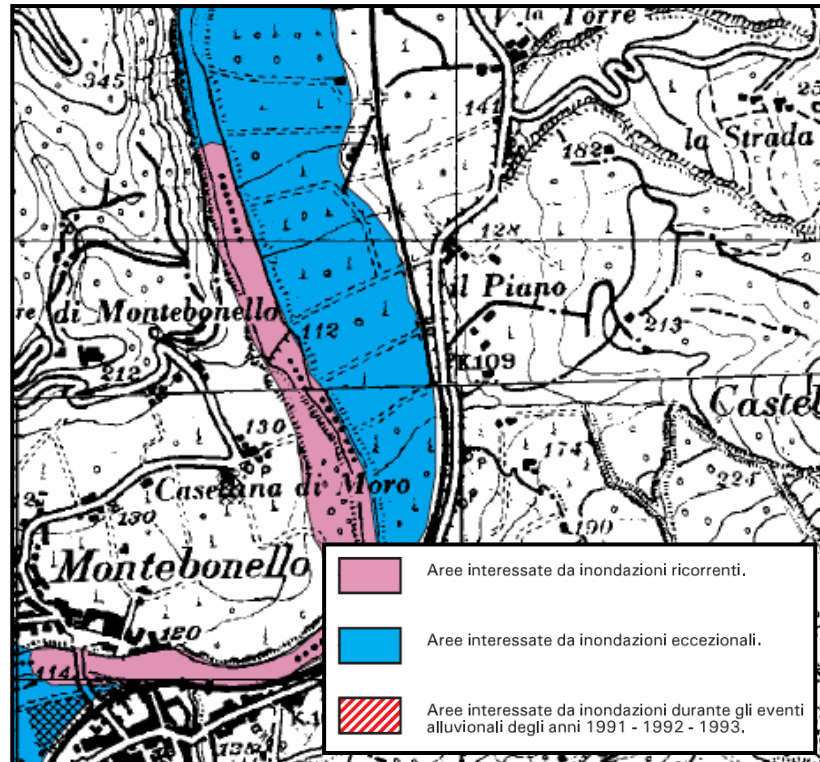 la Torre
345
141
la Strada
182
128
il Piano
di Montebonello
112
213
K109
212
Castel
130
174
224
Casellina di Moro
130
190
Montebonello
120
114
135
Aree interessate da inondazioni ricorrenti.
Aree interessate da inondazioni eccezionali.
Aree interessate da inondazioni durante gli eventi
alluvionali degli anni 1991 - 1992 - 1993.